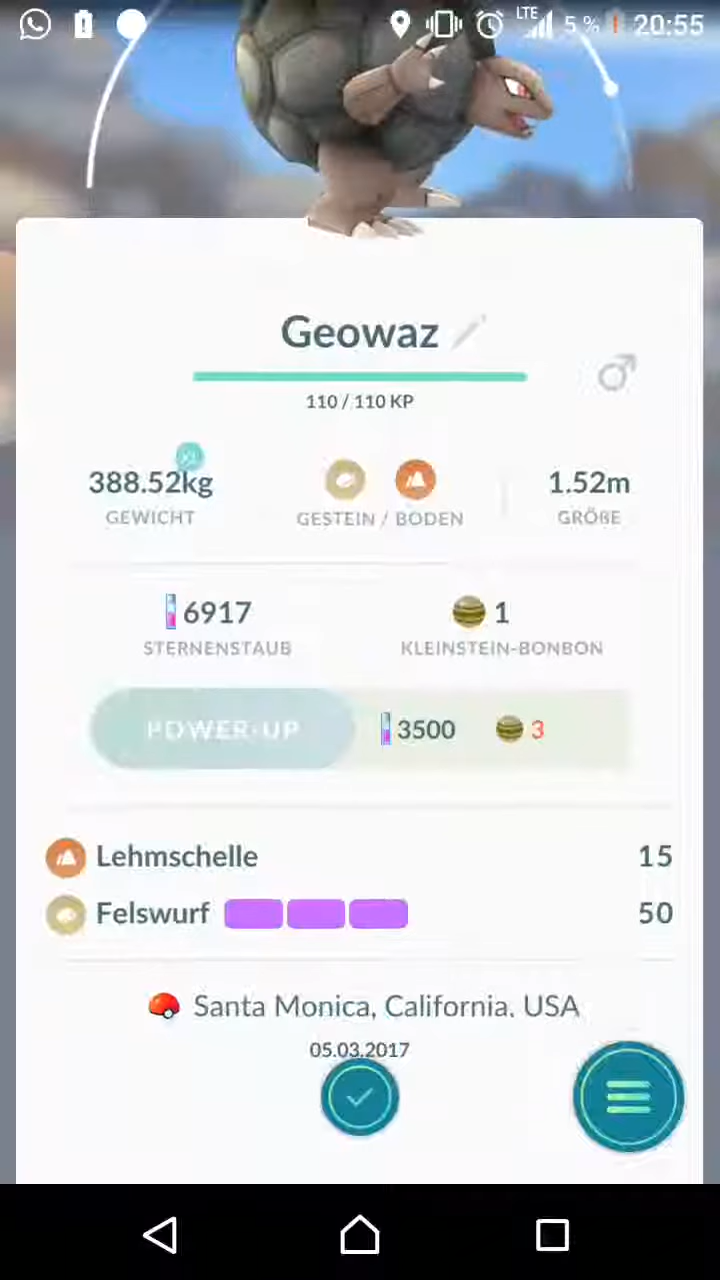 LTE 5% 20:55
Geowaz
110 / 110 KP
XL
388.52kg
GEWICHT
GESTEIN / BODEN
1.52m
GRÖßE
6917
STERNENSTAUB
1
KLEINSTEIN-BONBON
POWER-UP 3500 3
Lehmschelle 15
Felswurf 50
Santa Monica, California, USA
05.03.2017